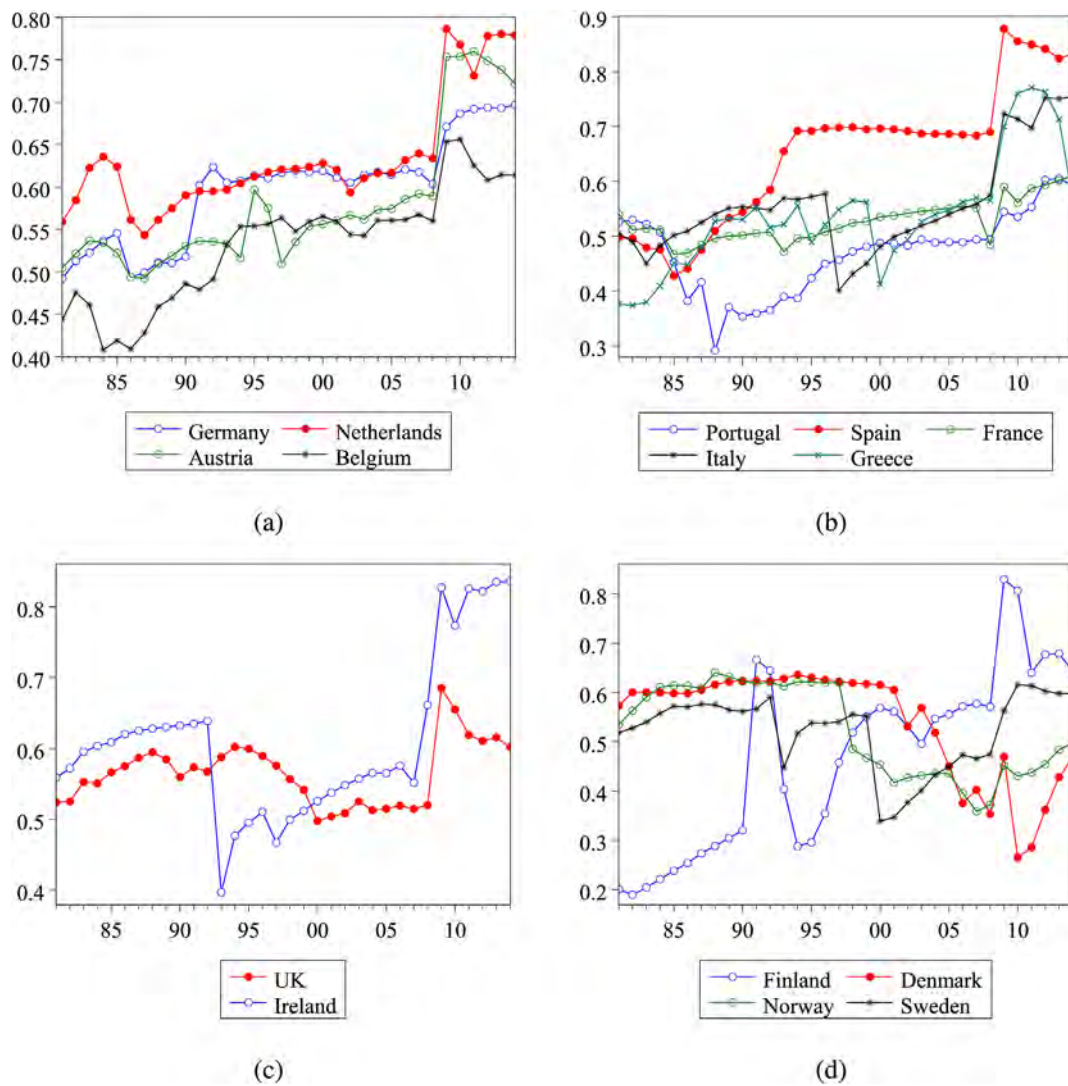 0.80
0.75
0.70
0.65
0.60
0.55
0.50
0.45
0.40
85 90 95 00 05 10
Germany Netherlands
Austria Belgium
(a)
0.9
0.8
0.7
0.6
0.5
0.4
0.3
85 90 95 00 05 10
Portugal Spain France
Italy Greece
(b)
0.8
0.7
0.6
0.5
0.4
85 90 95 00 05 10
UK
Ireland
(c)
0.8
0.7
0.6
0.5
0.4
0.3
0.2
85 90 95 00 05 10
Finland Denmark
Norway Sweden
(d)